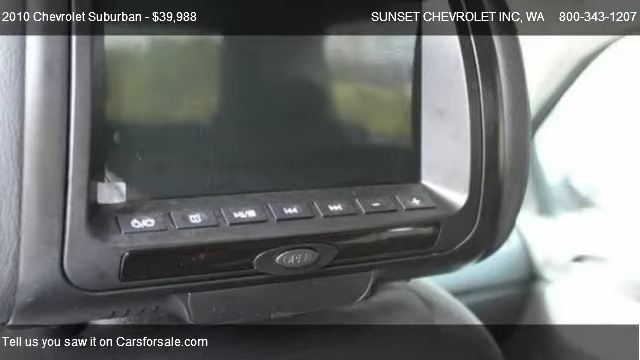 2010 Chevrolet Suburban - $39,988
SUNSET CHEVROLET INC, WA 800-343-1207
OPEN
Tell us you saw it on Carsforsale.com